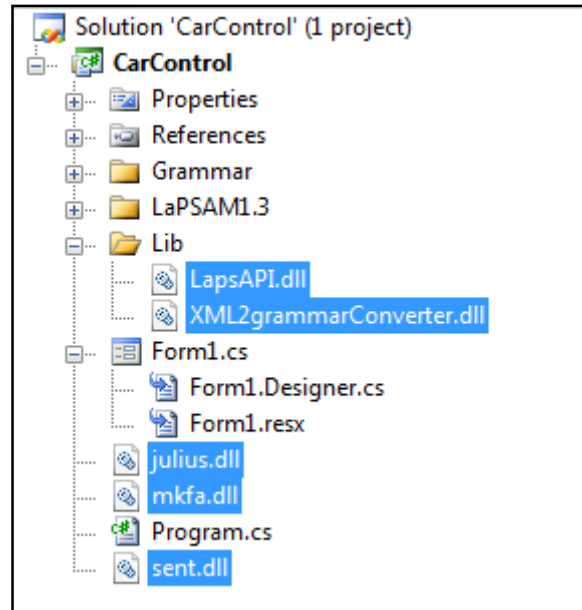 Solution 'CarControl' (1 project)
CarControl
Properties
References
Grammar
LaPSAM1.3
Lib
LapsAPI.dll
XML2grammarConverter.dll
Form1.cs
Form1.Designer.cs
Form1.resx
julius.dll
mkfa.dll
Program.cs
sent.dll